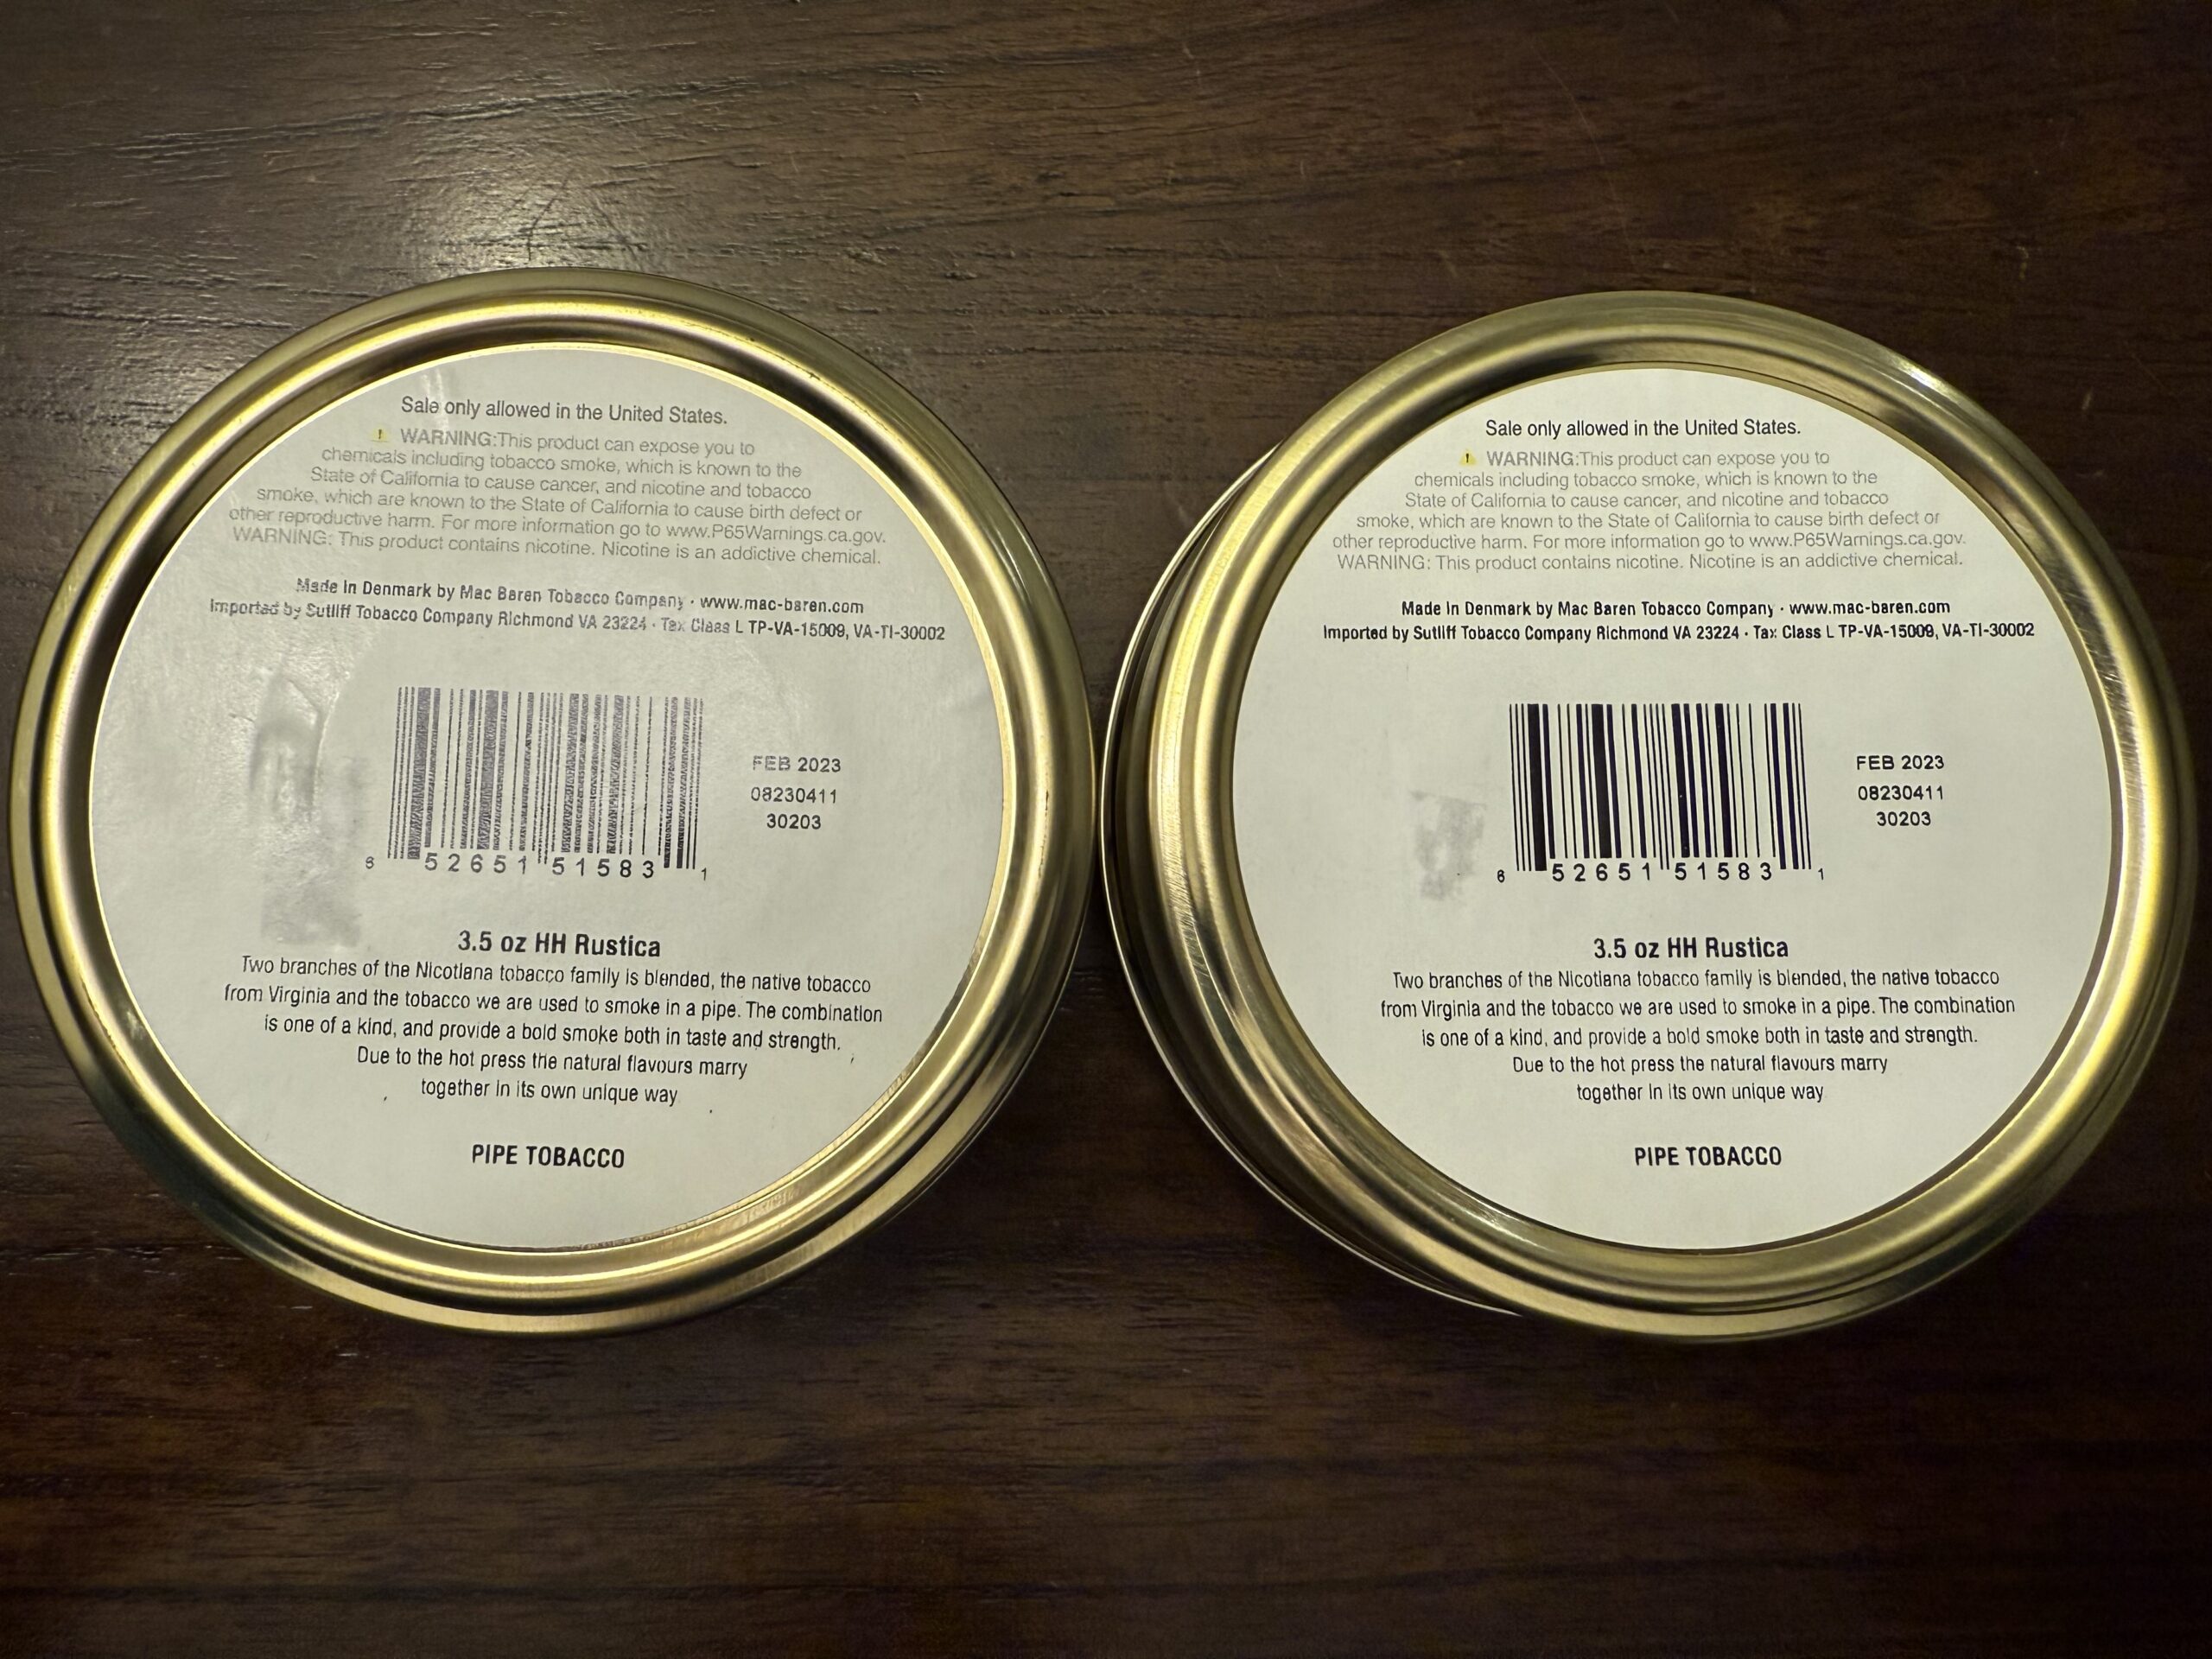 Sale only allowed in the United States.
WARNING:This product can expose you to
chemicals including tobacco smoke, which is known to the
State of California to cause cancer, and nicotine and tobacco
smoke, which are known to the State of California to cause birth defect or
other reproductive harm. For more information go to www.P65Warnings.ca.gov.
WARNING: This product contains nicotine. Nicotine is an addictive chemical.
Made In Denmark by Mac Baren Tobacco Company · www.mac-baren.com
Imported by Sutliff Tobacco Company Richmond VA 23224 · Tax Class L TP-VA-15009, VA-TI-30002
FEB 2023
08230411
30203
6 52651 51583 1
3.5 oz HH Rustica
Two branches of the Nicotiana tobacco family is blended, the native tobacco
from Virginia and the tobacco we are used to smoke in a pipe. The combination
is one of a kind, and provide a bold smoke both in taste and strength.
Due to the hot press the natural flavours marry
together in its own unique way
PIPE TOBACCO
Sale only allowed in the United States.
WARNING:This product can expose you to
chemicals including tobacco smoke, which is known to the
State of California to cause cancer, and nicotine and tobacco
smoke, which are known to the State of California to cause birth defect or
other reproductive harm. For more information go to www.P65Warnings.ca.gov.
WARNING: This product contains nicotine. Nicotine is an addictive chemical.
Made In Denmark by Mac Baren Tobacco Company · www.mac-baren.com
Imported by Sutliff Tobacco Company Richmond VA 23224 · Tax Class L TP-VA-15009, VA-TI-30002
FEB 2023
08230411
30203
6 52651 51583 1
3.5 oz HH Rustica
Two branches of the Nicotiana tobacco family is blended, the native tobacco
from Virginia and the tobacco we are used to smoke in a pipe. The combination
is one of a kind, and provide a bold smoke both in taste and strength.
Due to the hot press the natural flavours marry
together in its own unique way
PIPE TOBACCO